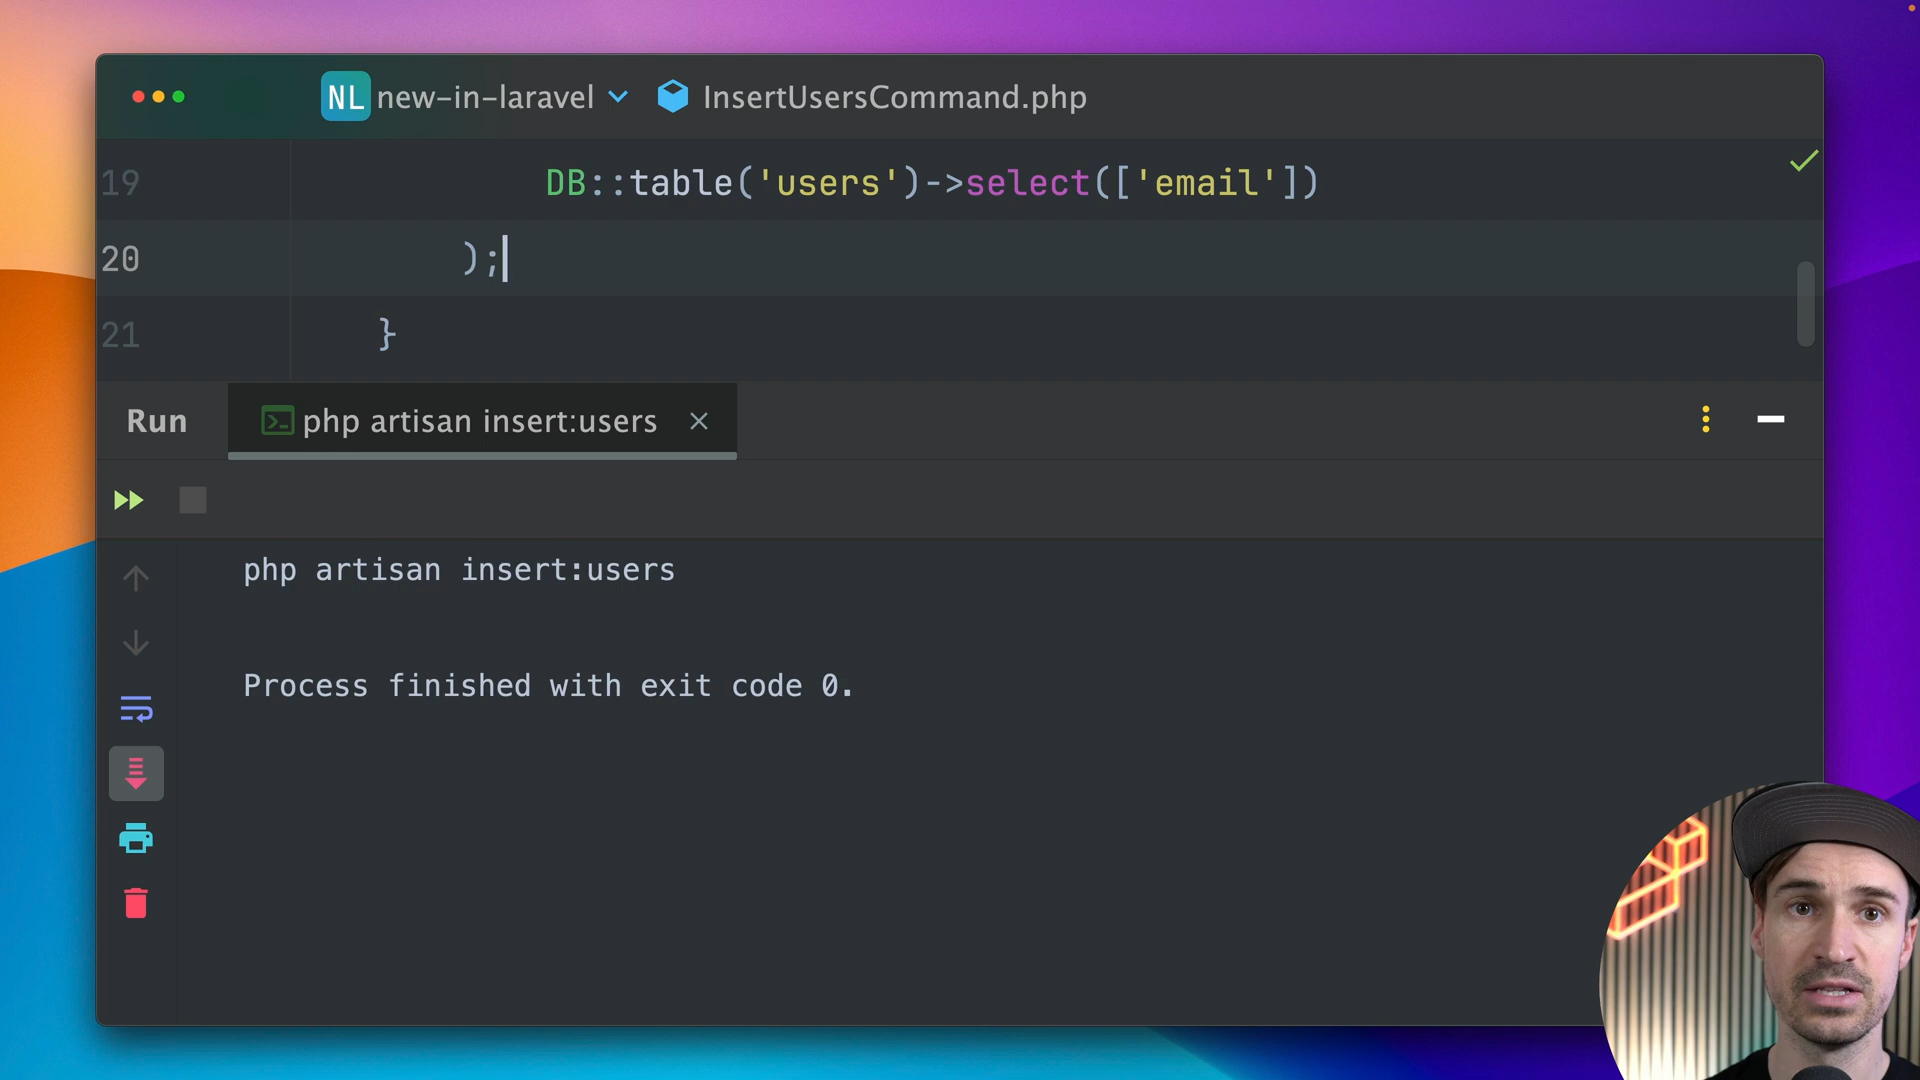 NL new-in-laravel InsertUsersCommand.php
19 DB::table('users')->select(['email'])
20 );
21 }
Run php artisan insert:users
php artisan insert:users
Process finished with exit code 0.